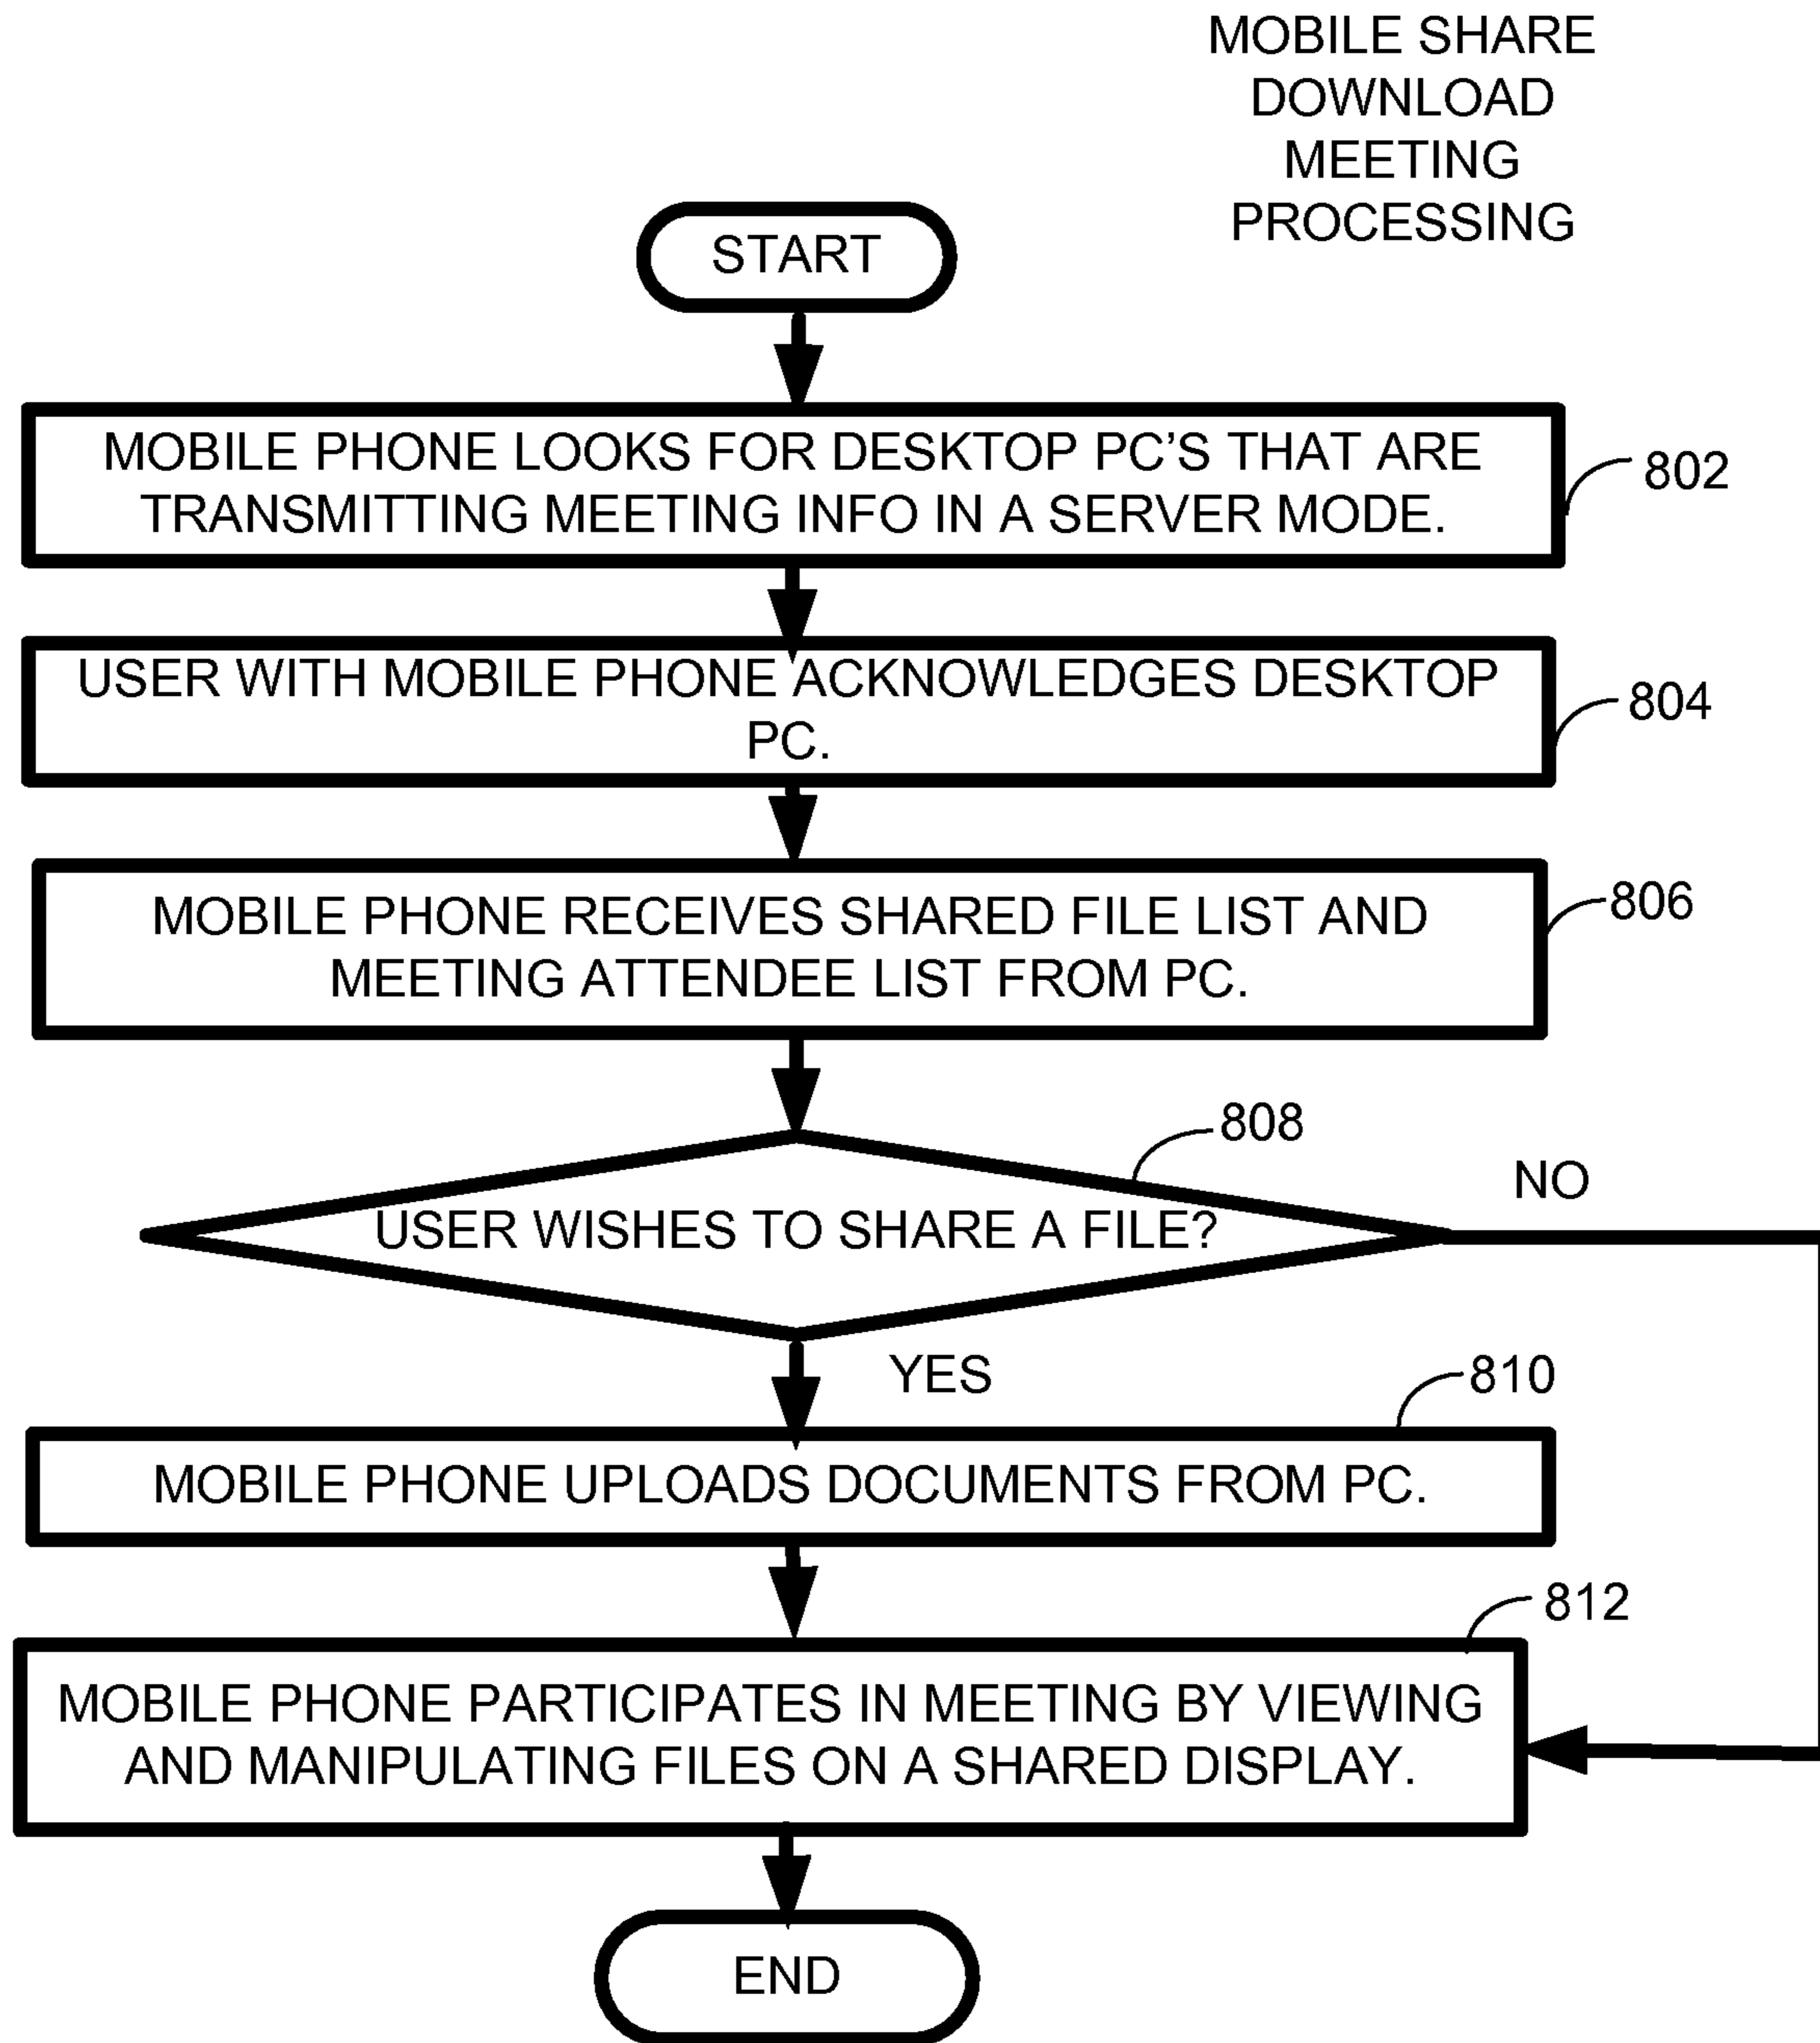 MOBILE SHARE
DOWNLOAD
MEETING
PROCESSING
START
MOBILE PHONE LOOKS FOR DESKTOP PC'S THAT ARE
TRANSMITTING MEETING INFO IN A SERVER MODE.
802
USER WITH MOBILE PHONE ACKNOWLEDGES DESKTOP
PC.
804
MOBILE PHONE RECEIVES SHARED FILE LIST AND
MEETING ATTENDEE LIST FROM PC.
806
808
USER WISHES TO SHARE A FILE?
NO
YES
810
MOBILE PHONE UPLOADS DOCUMENTS FROM PC.
812
MOBILE PHONE PARTICIPATES IN MEETING BY VIEWING
AND MANIPULATING FILES ON A SHARED DISPLAY.
END